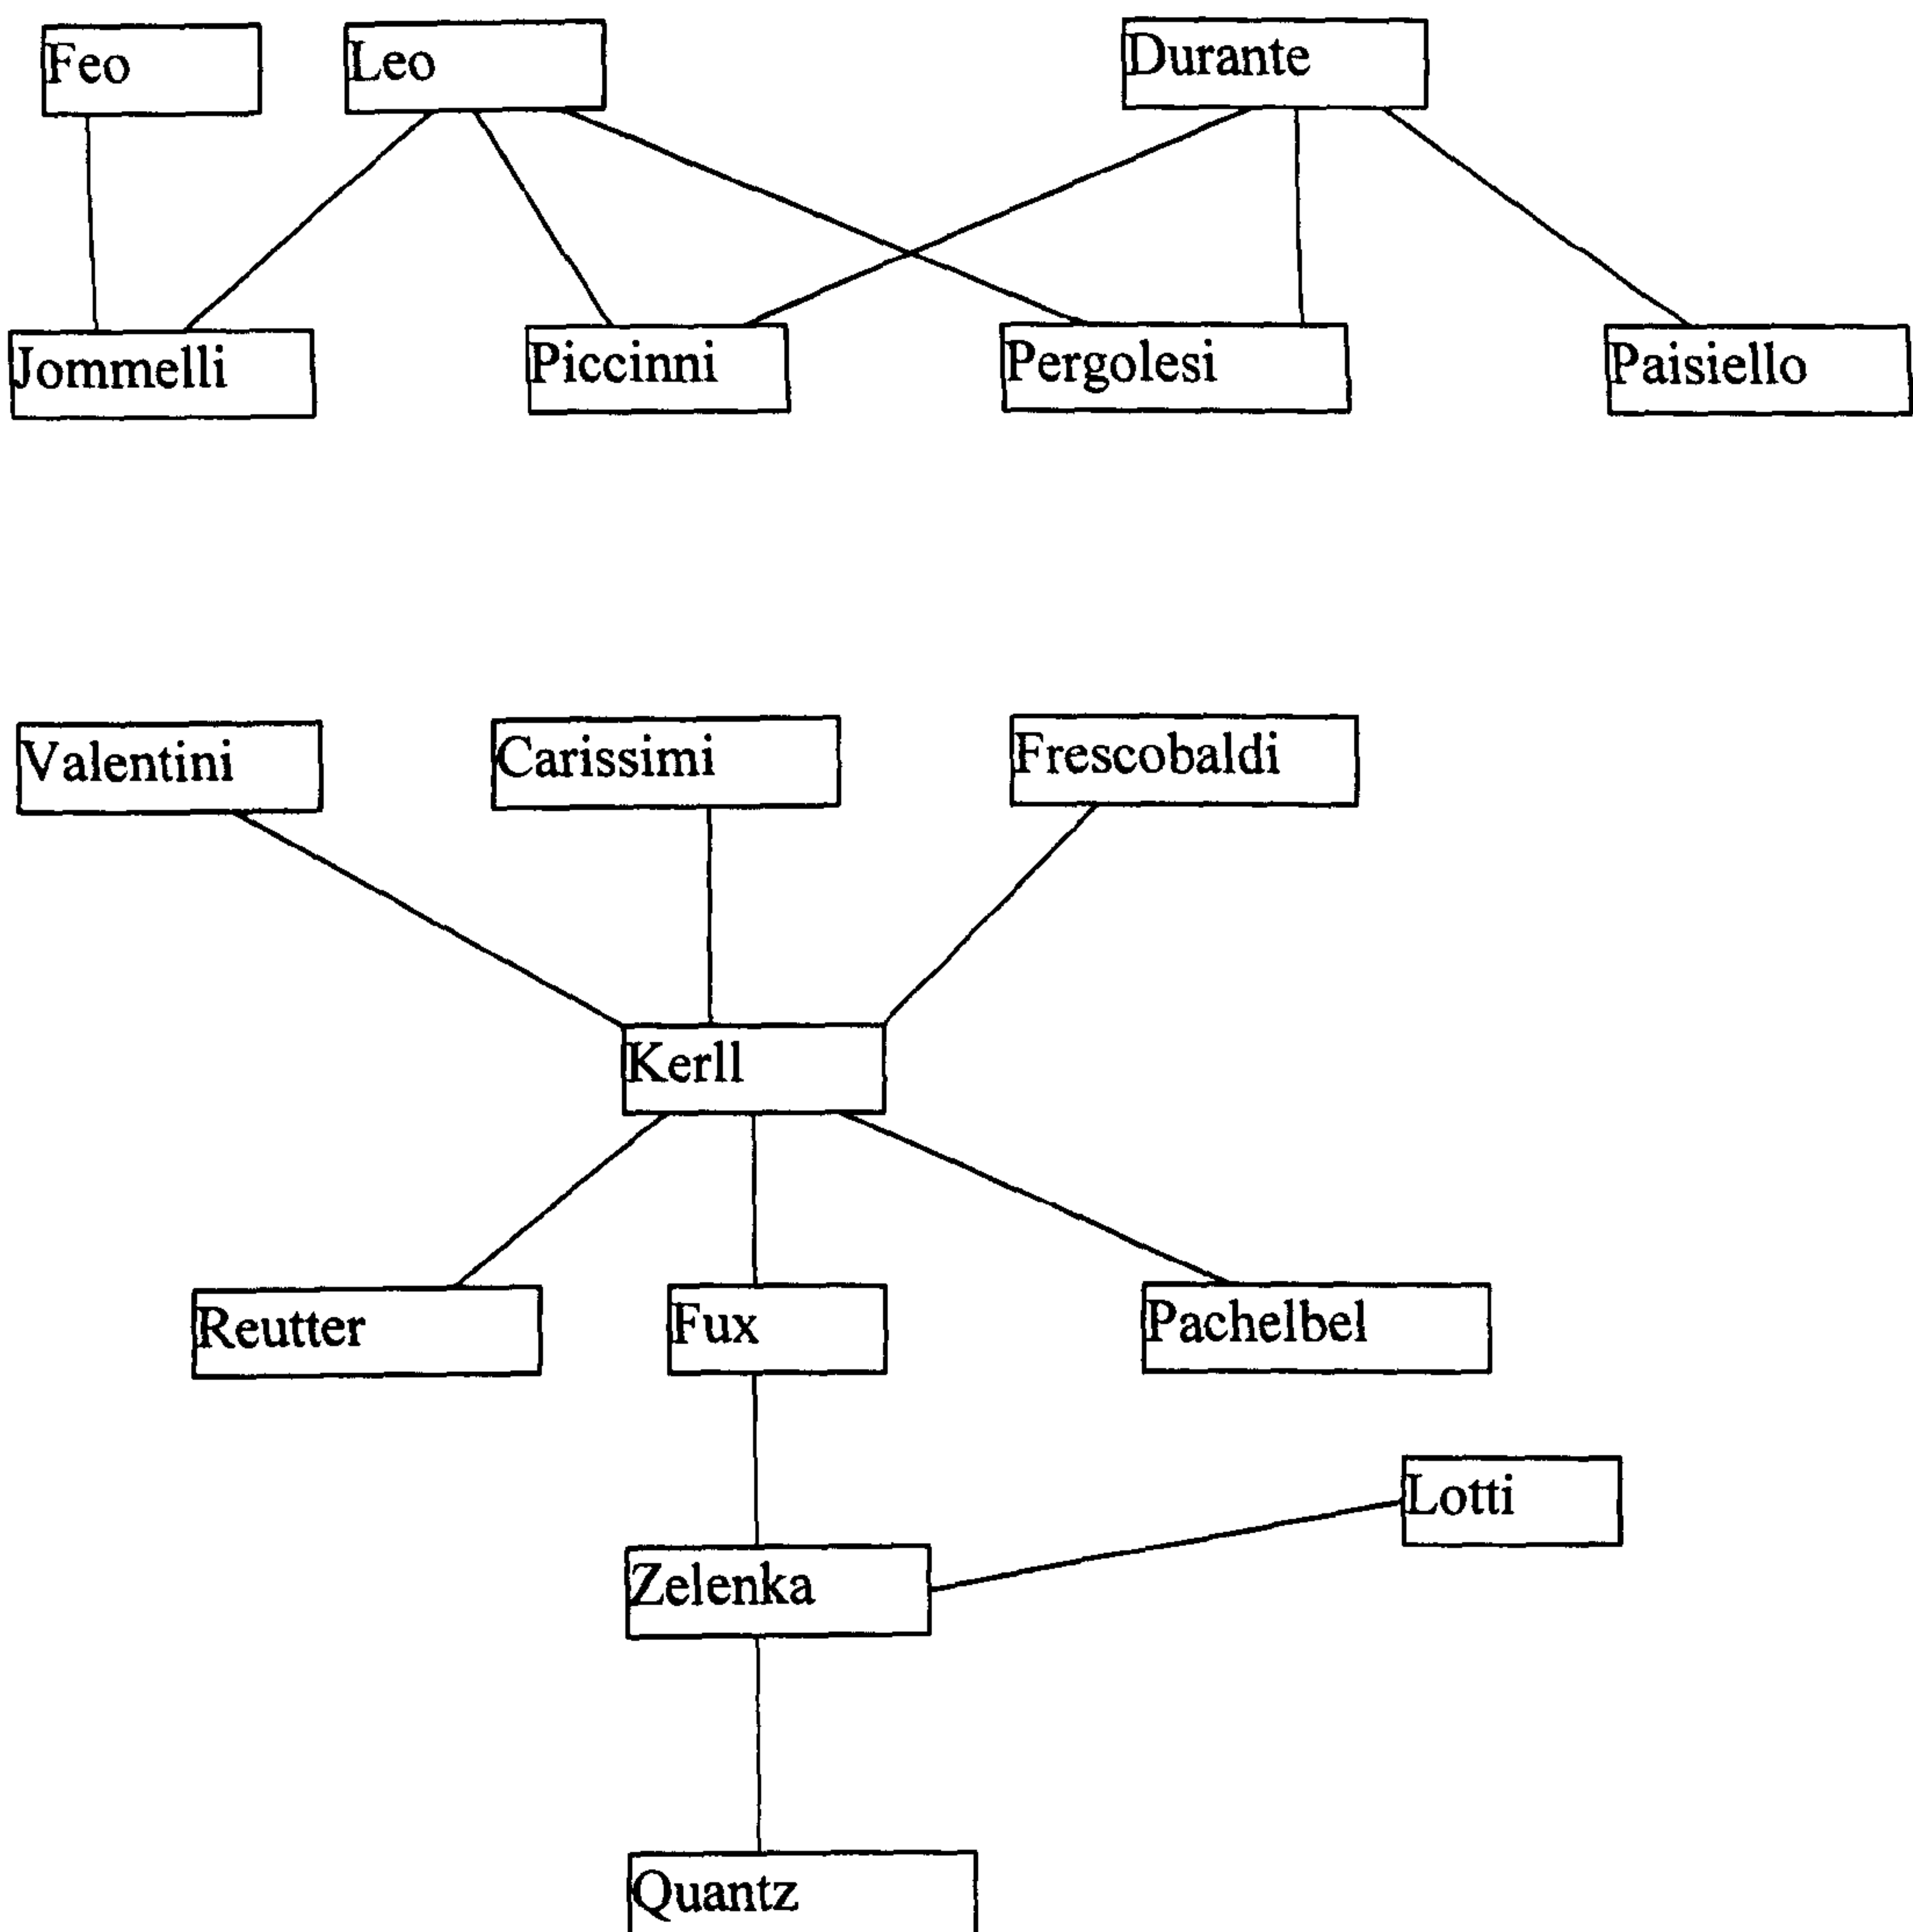 Feo
Leo
Durante
Jommelli
Piccinni
Pergolesi
Paisiello
Valentini
Carissimi
Frescobaldi
Kerll
Reutter
Fux
Pachelbel
Lotti
Zelenka
Quantz